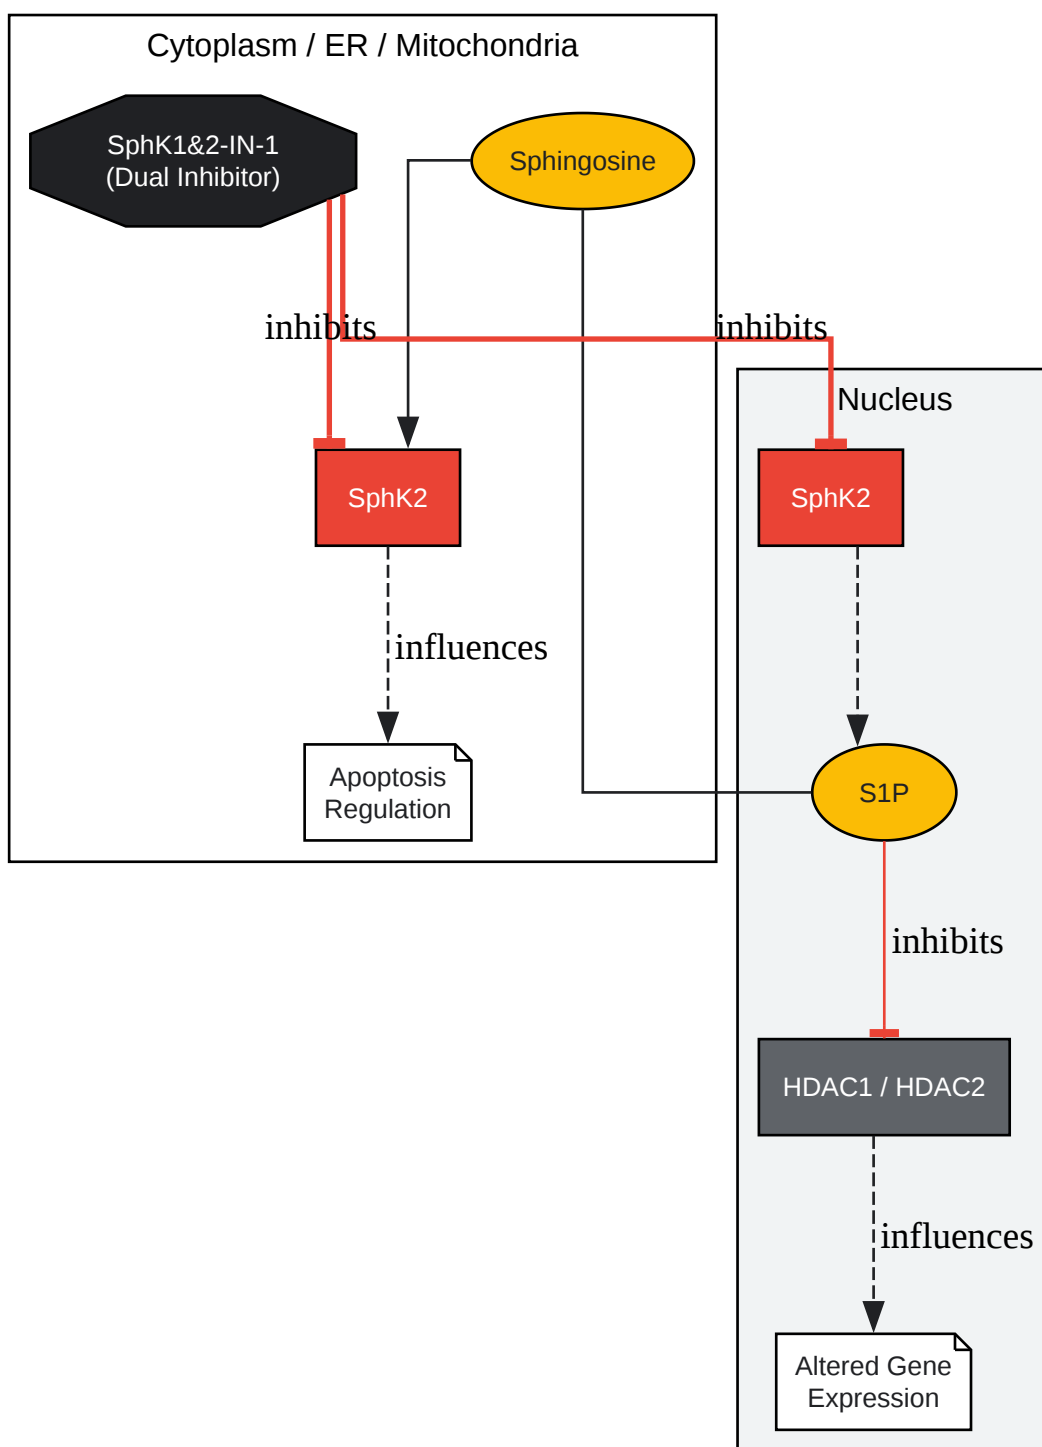 Cytoplasm / ER / Mitochondria
SphK1&2-IN-1
(Dual Inhibitor)
Sphingosine
inhibits
inhibits
Nucleus
SphK2
SphK2
influences
Apoptosis
Regulation
S1P
inhibits
HDAC1 / HDAC2
influences
Altered Gene
Expression